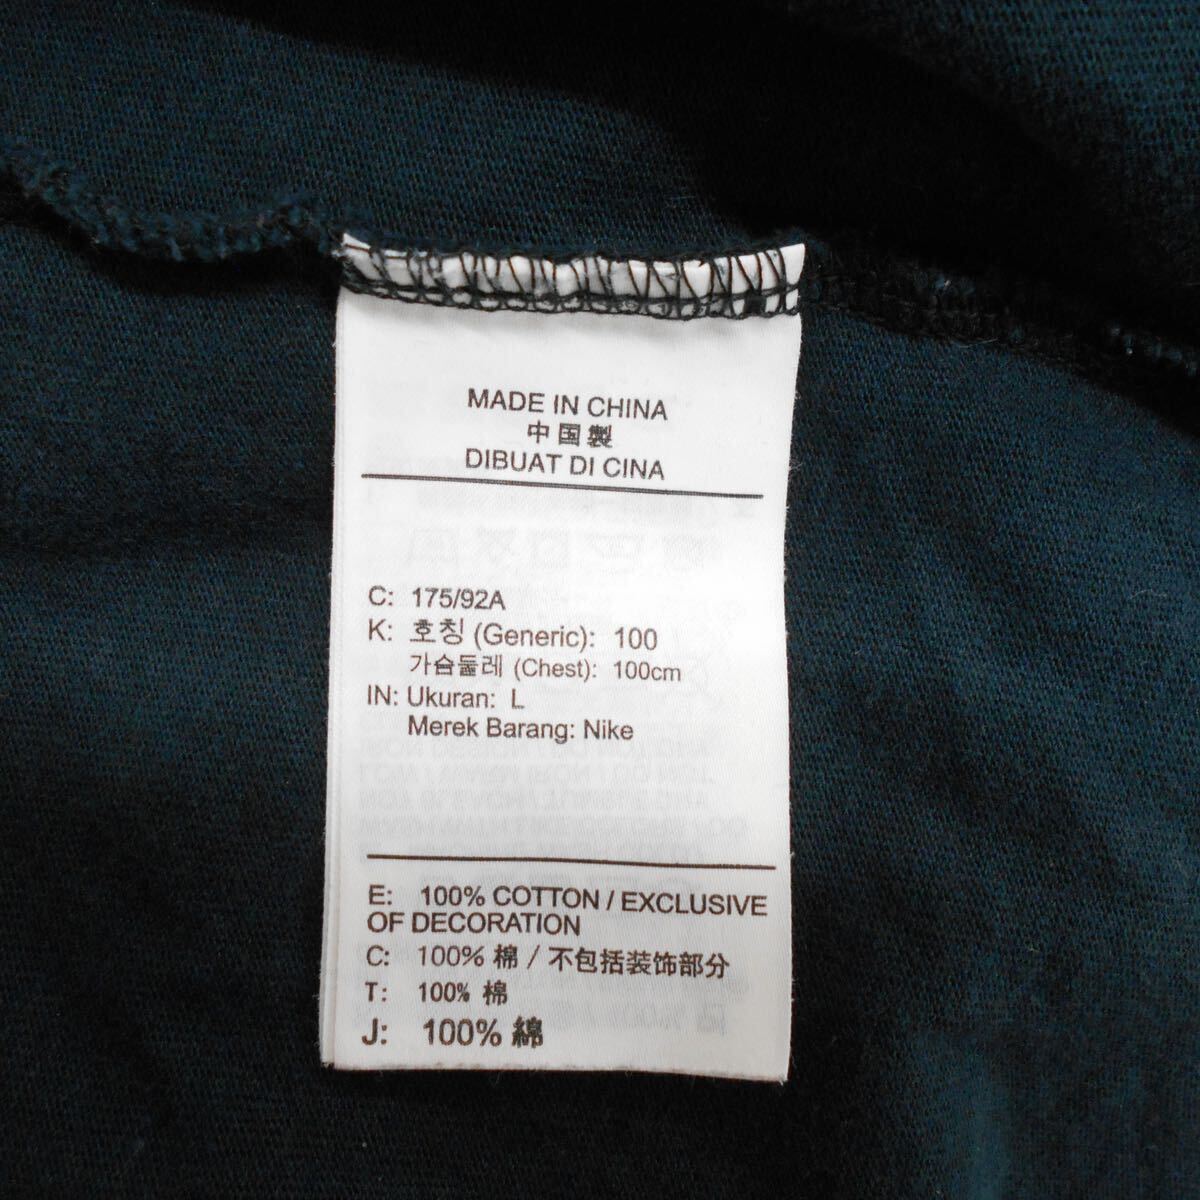 MADE IN CHINA
中国製
DIBUAT DI CINA
C: 175/92A
K: 호칭 (Generic): 100
가슴둘레 (Chest): 100cm
IN: Ukuran: L
Merek Barang: Nike
E: 100% COTTON / EXCLUSIVE
OF DECORATION
C: 100% 棉 / 不包括装饰部分
T: 100% 棉
J: 100% 綿